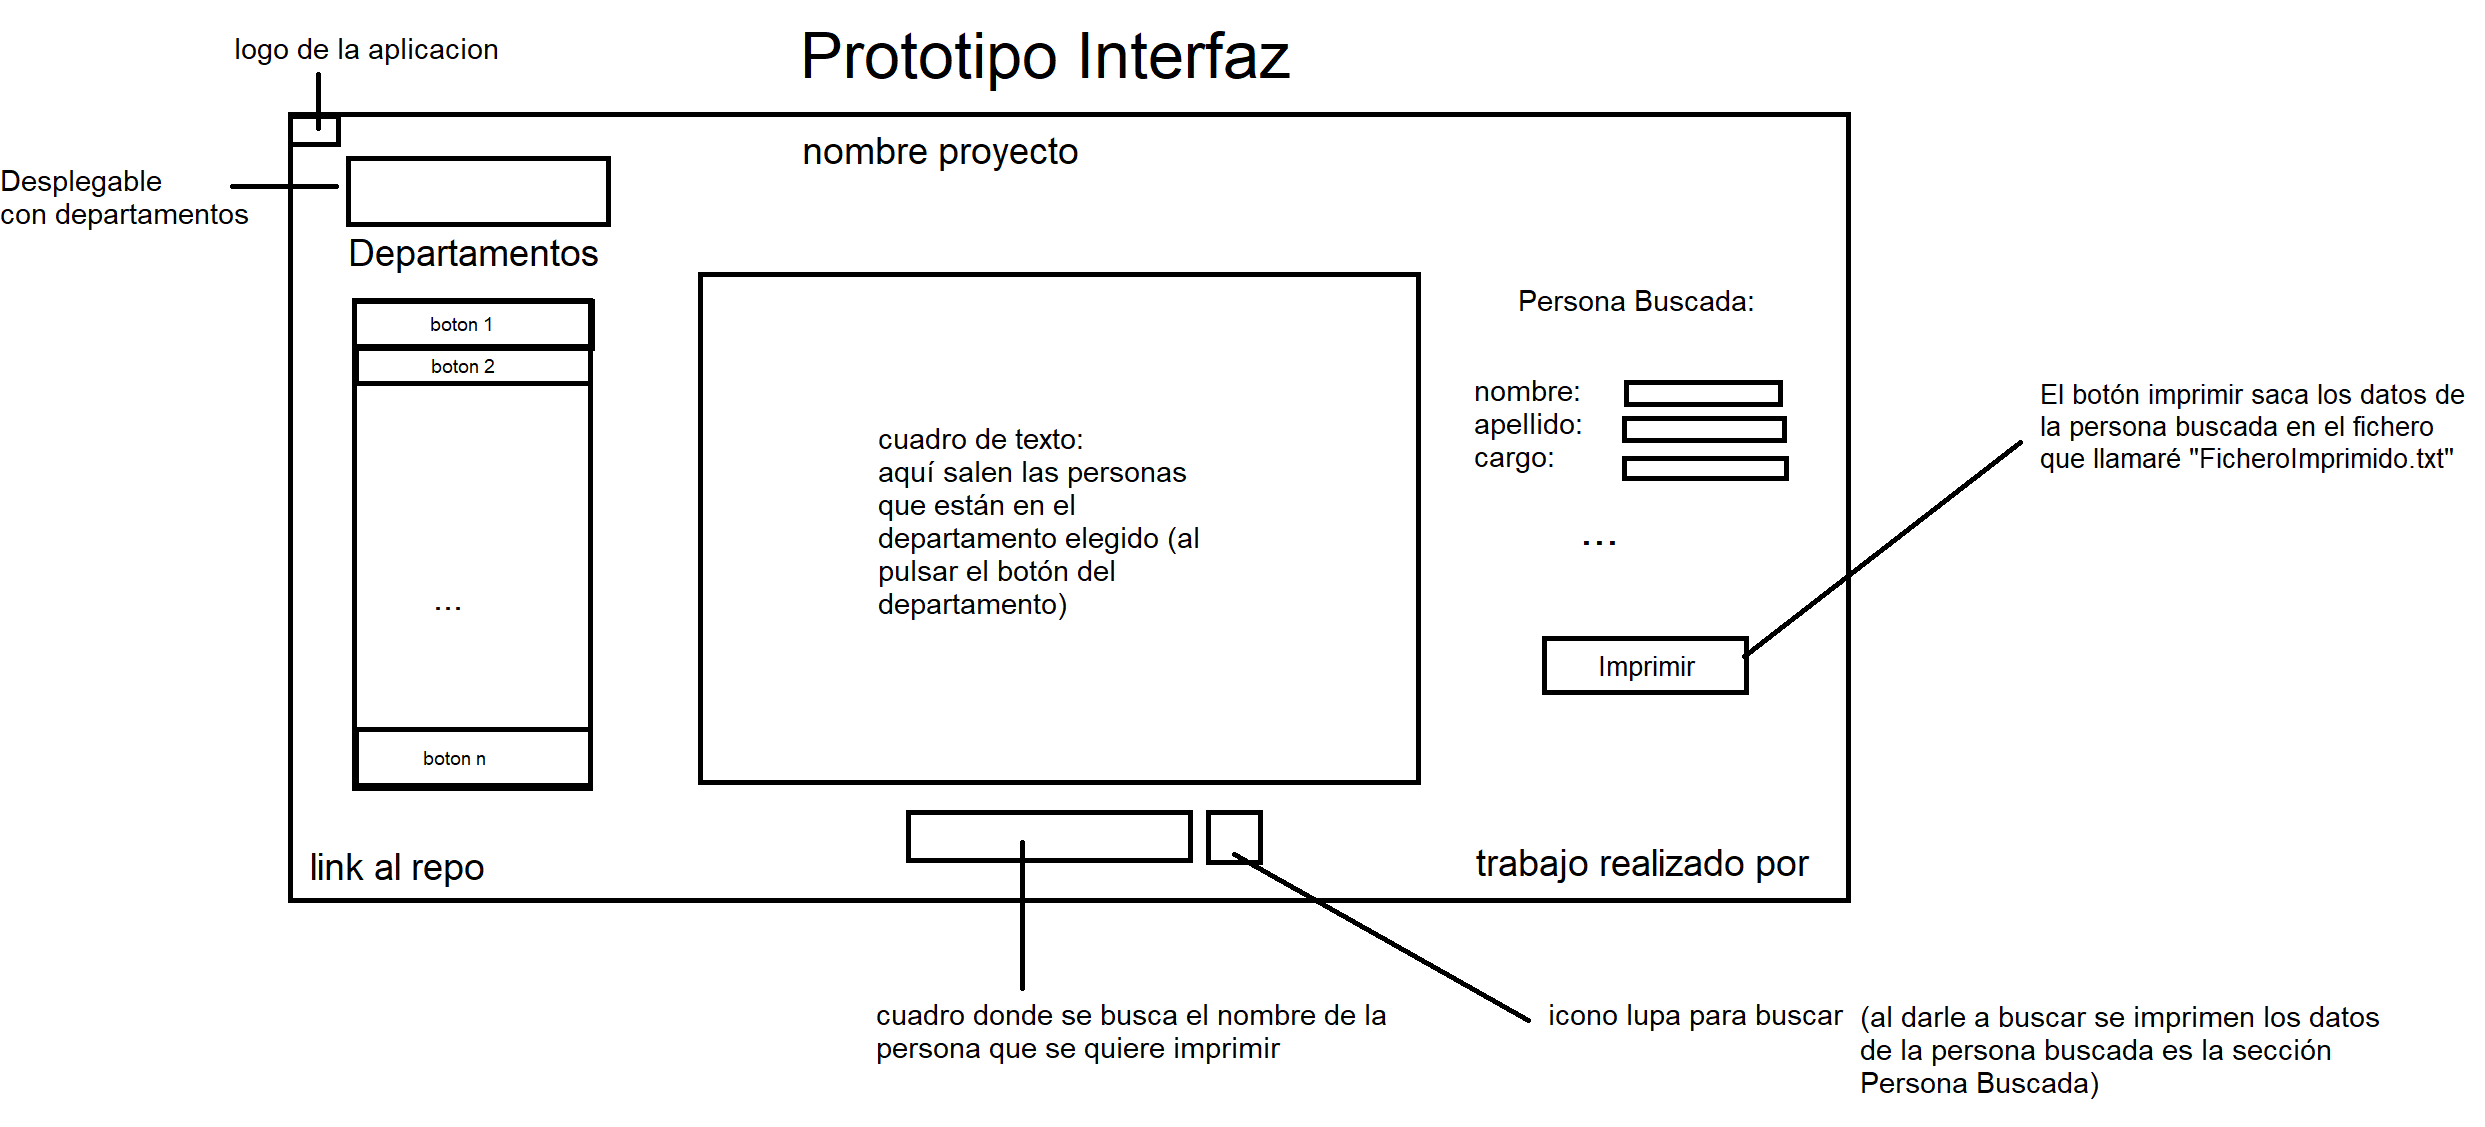 Prototipo Interfaz
logo de la aplicacion
nombre proyecto
Desplegable
con departamentos
Departamentos
boton 1
boton 2
...
boton n
cuadro de texto:
aquí salen las personas
que están en el
departamento elegido (al
pulsar el botón del
departamento)
Persona Buscada:
nombre:
apellido:
cargo:
...
Imprimir
El botón imprimir saca los datos de
la persona buscada en el fichero
que llamaré "FicheroImprimido.txt"
link al repo
trabajo realizado por
cuadro donde se busca el nombre de la
persona que se quiere imprimir
icono lupa para buscar
(al darle a buscar se imprimen los datos
de la persona buscada es la sección
Persona Buscada)